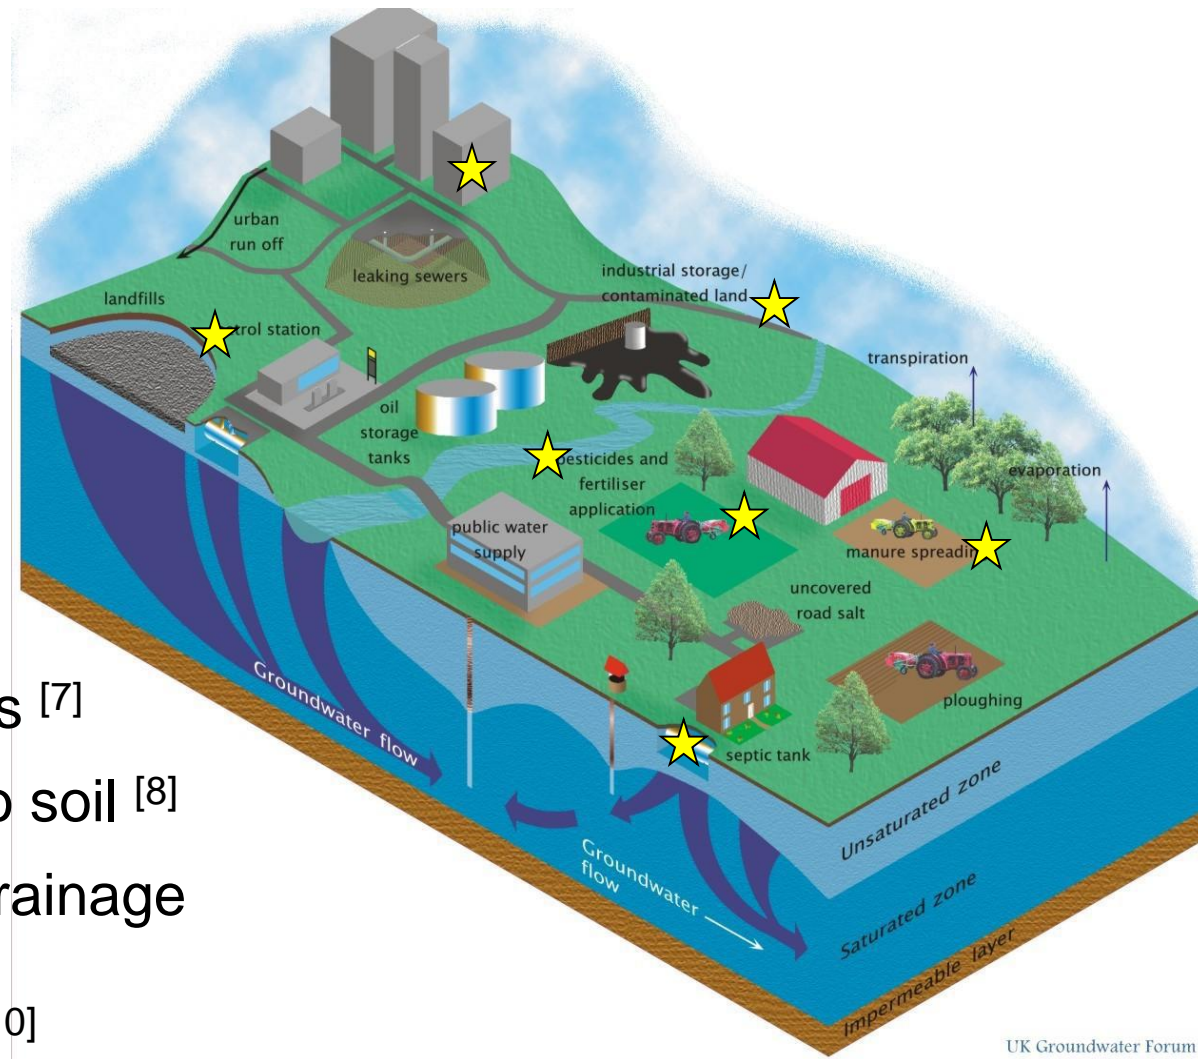 urban
run off
leaking sewers
industrial storage/
contaminated land
landfills
trol station
transpiration
oil
storage
tanks
evaporation
pesticides and
fertiliser
application
public water
supply
manure spreadin
uncovered
road salt
ploughing
septic tank
Groundwater flow
Groundwater
flow
Unsaturated zone
Saturated zone
Impermeable layer
s [7]
o soil [8]
rainage
0]
UK Groundwater Forum